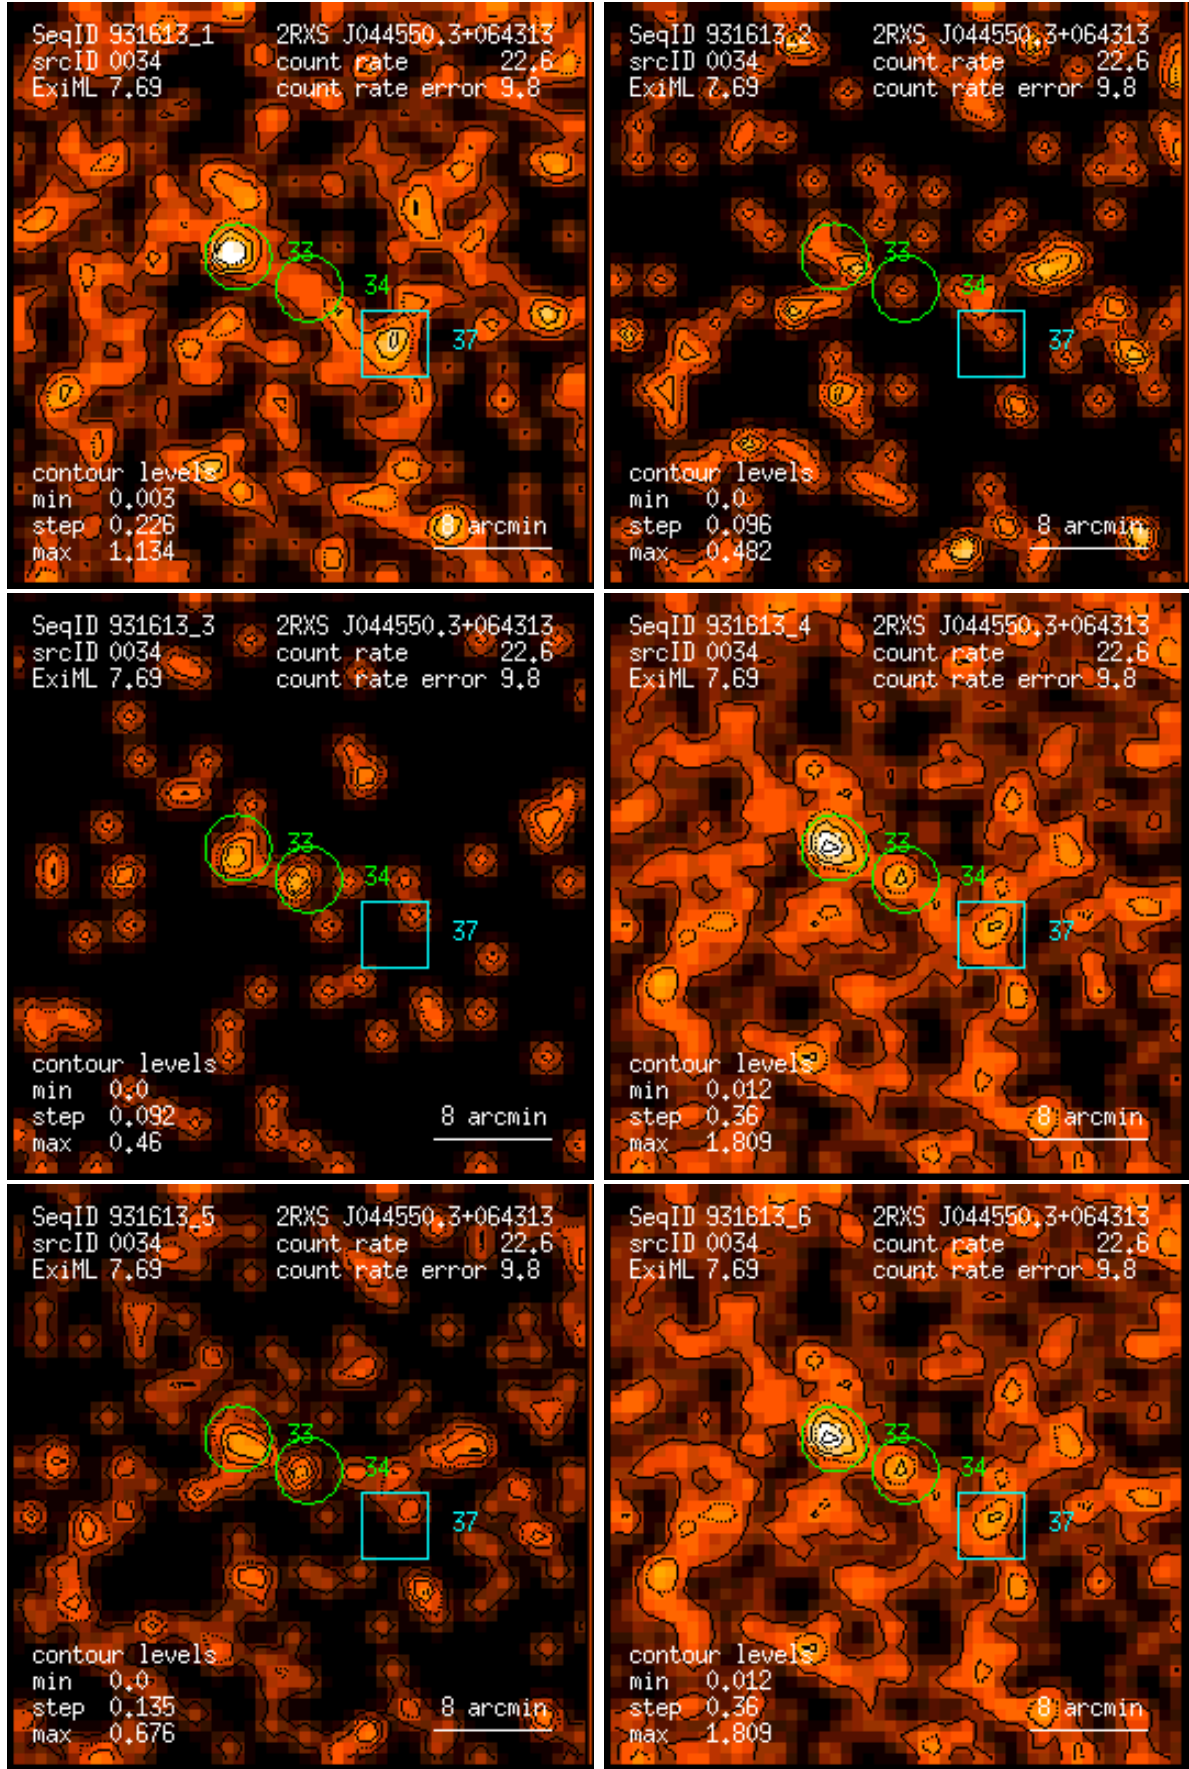 SeqID 931613_1 2RXS J044550.3+064313
srcID 0034 count rate 22.6
ExiML 7.69 count rate error 9.8
33
34
37
contour levels
min 0.003
step 0.226 8 arcmin
max 1.134
SeqID 931613_2 2RXS J044550.3+064313
srcID 0034 count rate 22.6
ExiML 7.69 count rate error 9.8
33
34
37
contour levels
min 0.0
step 0.096 8 arcmin
max 0.482
SeqID 931613_3 2RXS J044550.3+064313
srcID 0034 count rate 22.6
ExiML 7.69 count rate error 9.8
33
34
37
contour levels
min 0.0
step 0.092 8 arcmin
max 0.46
SeqID 931613_4 2RXS J044550.3+064313
srcID 0034 count rate 22.6
ExiML 7.69 count rate error 9.8
33
34
37
contour levels
min 0.012
step 0.36 8 arcmin
max 1.809
SeqID 931613_5 2RXS J044550.3+064313
srcID 0034 count rate 22.6
ExiML 7.69 count rate error 9.8
33
34
37
contour levels
min 0.0
step 0.135 8 arcmin
max 0.676
SeqID 931613_6 2RXS J044550.3+064313
srcID 0034 count rate 22.6
ExiML 7.69 count rate error 9.8
33
34
37
contour levels
min 0.012
step 0.36 8 arcmin
max 1.809